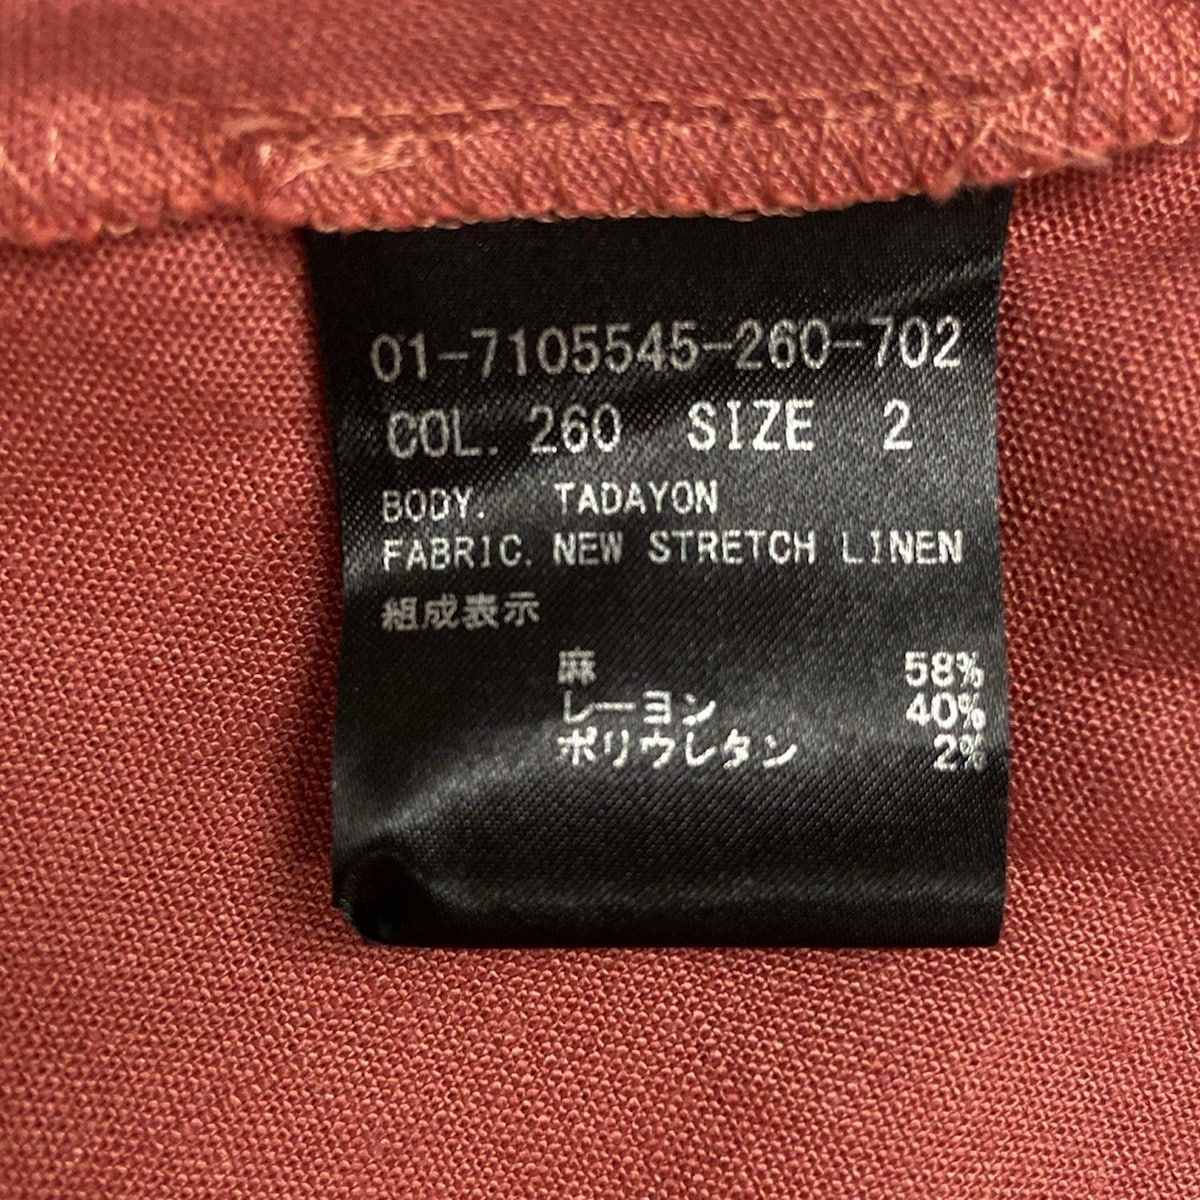 01-7105545-260-702
COL. 260 SIZE 2
BODY. TADAYON
FABRIC. NEW STRETCH LINEN
組成表示
麻 58%
レーヨン 40%
ポリウレタン 2%